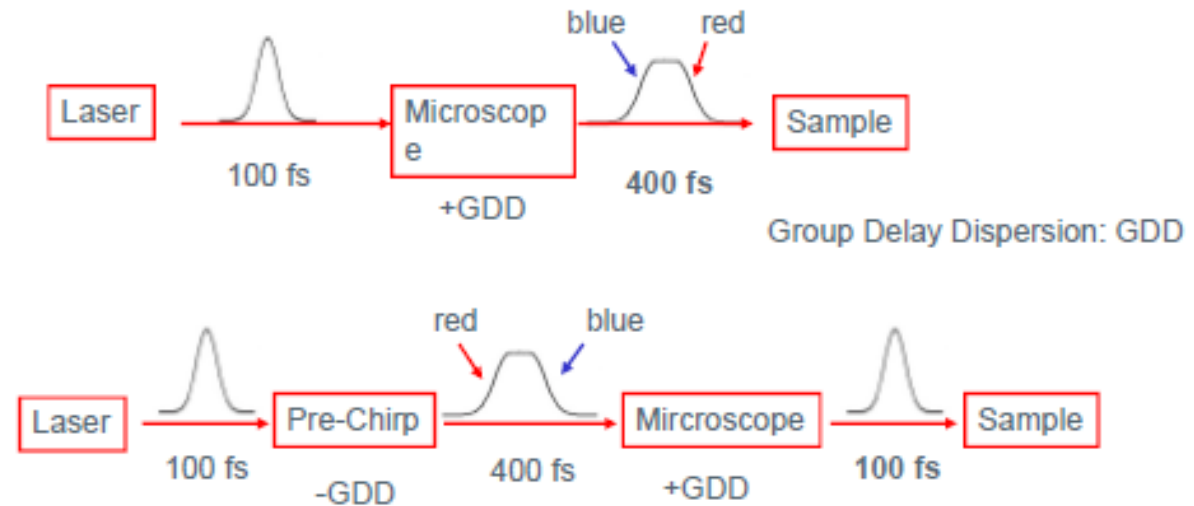 blue red
Laser
Microscop
e
Sample
100 fs
400 fs
+GDD
Group Delay Dispersion: GDD
red blue
Laser
Pre-Chirp
Mircroscope
Sample
100 fs
400 fs
100 fs
-GDD
+GDD